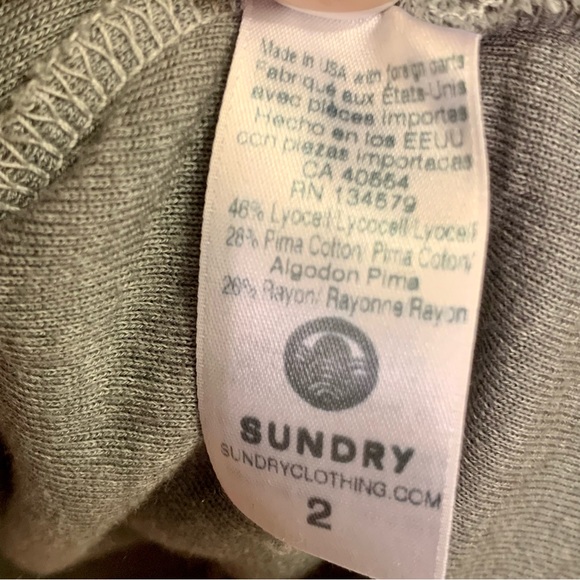 Made in USA with foreign parts
Fabriqué aux États-Unis
avec pièces importées
Hecho en los EEUU
con piezas importadas
CA 40554
RN 134579
46% Lyocell/Lyocell/Lyocell
28% Pima Cotton/ Pima Coton/
Algodon Pima
26% Rayon/ Rayonne/Rayon
SUNDRY
SUNDRYCLOTHING.COM
2